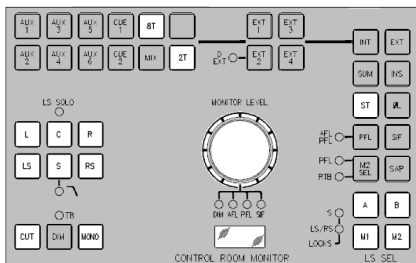 AUX 1 AUX 3 AUX 5 CUE 1 8T EXT 1 EXT 3
INT EXT
AUX 2 AUX 4 AUX 6 CUE 2 MIX 2T D EXT EXT 2 EXT 4
SUM INS
LS SOLO MONITOR LEVEL
ST ØL
L C R AFL PFL PFL SIF
LS S RS PFL RTB M2 SEL SWP
TB DIM AFL PFL SIF S A B
CUT DIM MONO LS/RS LOCKS M1 M2
CONTROL ROOM MONITOR LS SEL